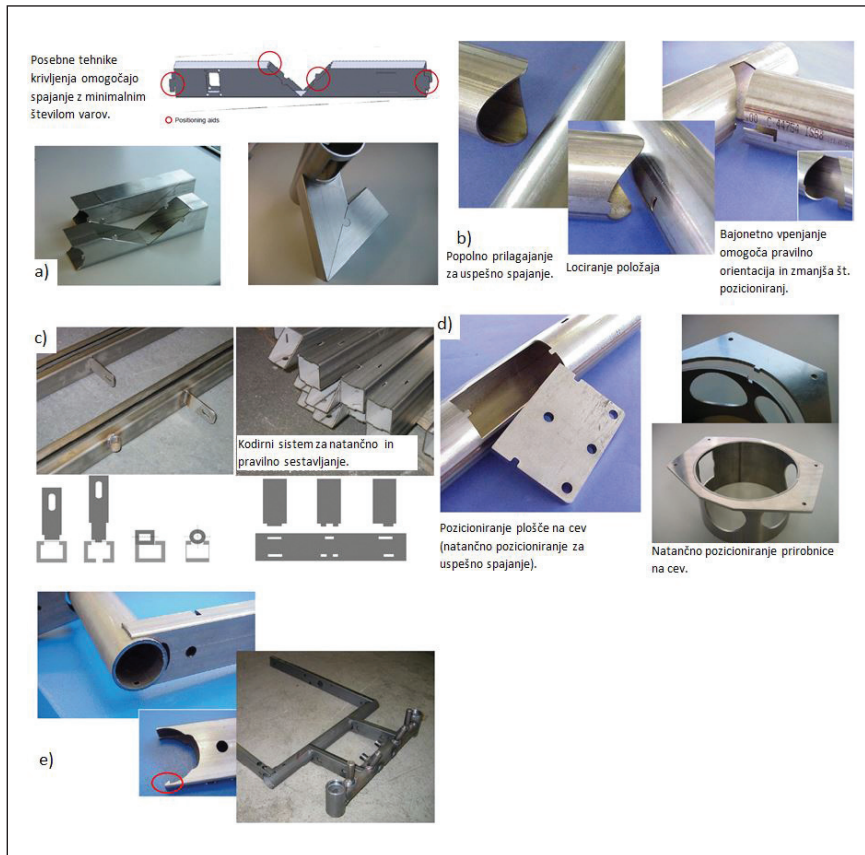 Posebne tehnike
krivljenja omogočajo
spajanje z minimalnim
številom varov.
Positioning aids
a)
b)
Popolno prilagajanje
za uspešno spajanje.
Lociranje položaja
Bajonetno vpenjanje
omogoča pravilno
orientacija in zmanjša št.
pozicioniranj.
c)
Kodirni sistem za natančno in
pravilno sestavljanje.
d)
Pozicioniranje plošče na cev
(natančno pozicioniranje za
uspešno spajanje).
Natančno pozicioniranje prirobnice
na cev.
e)